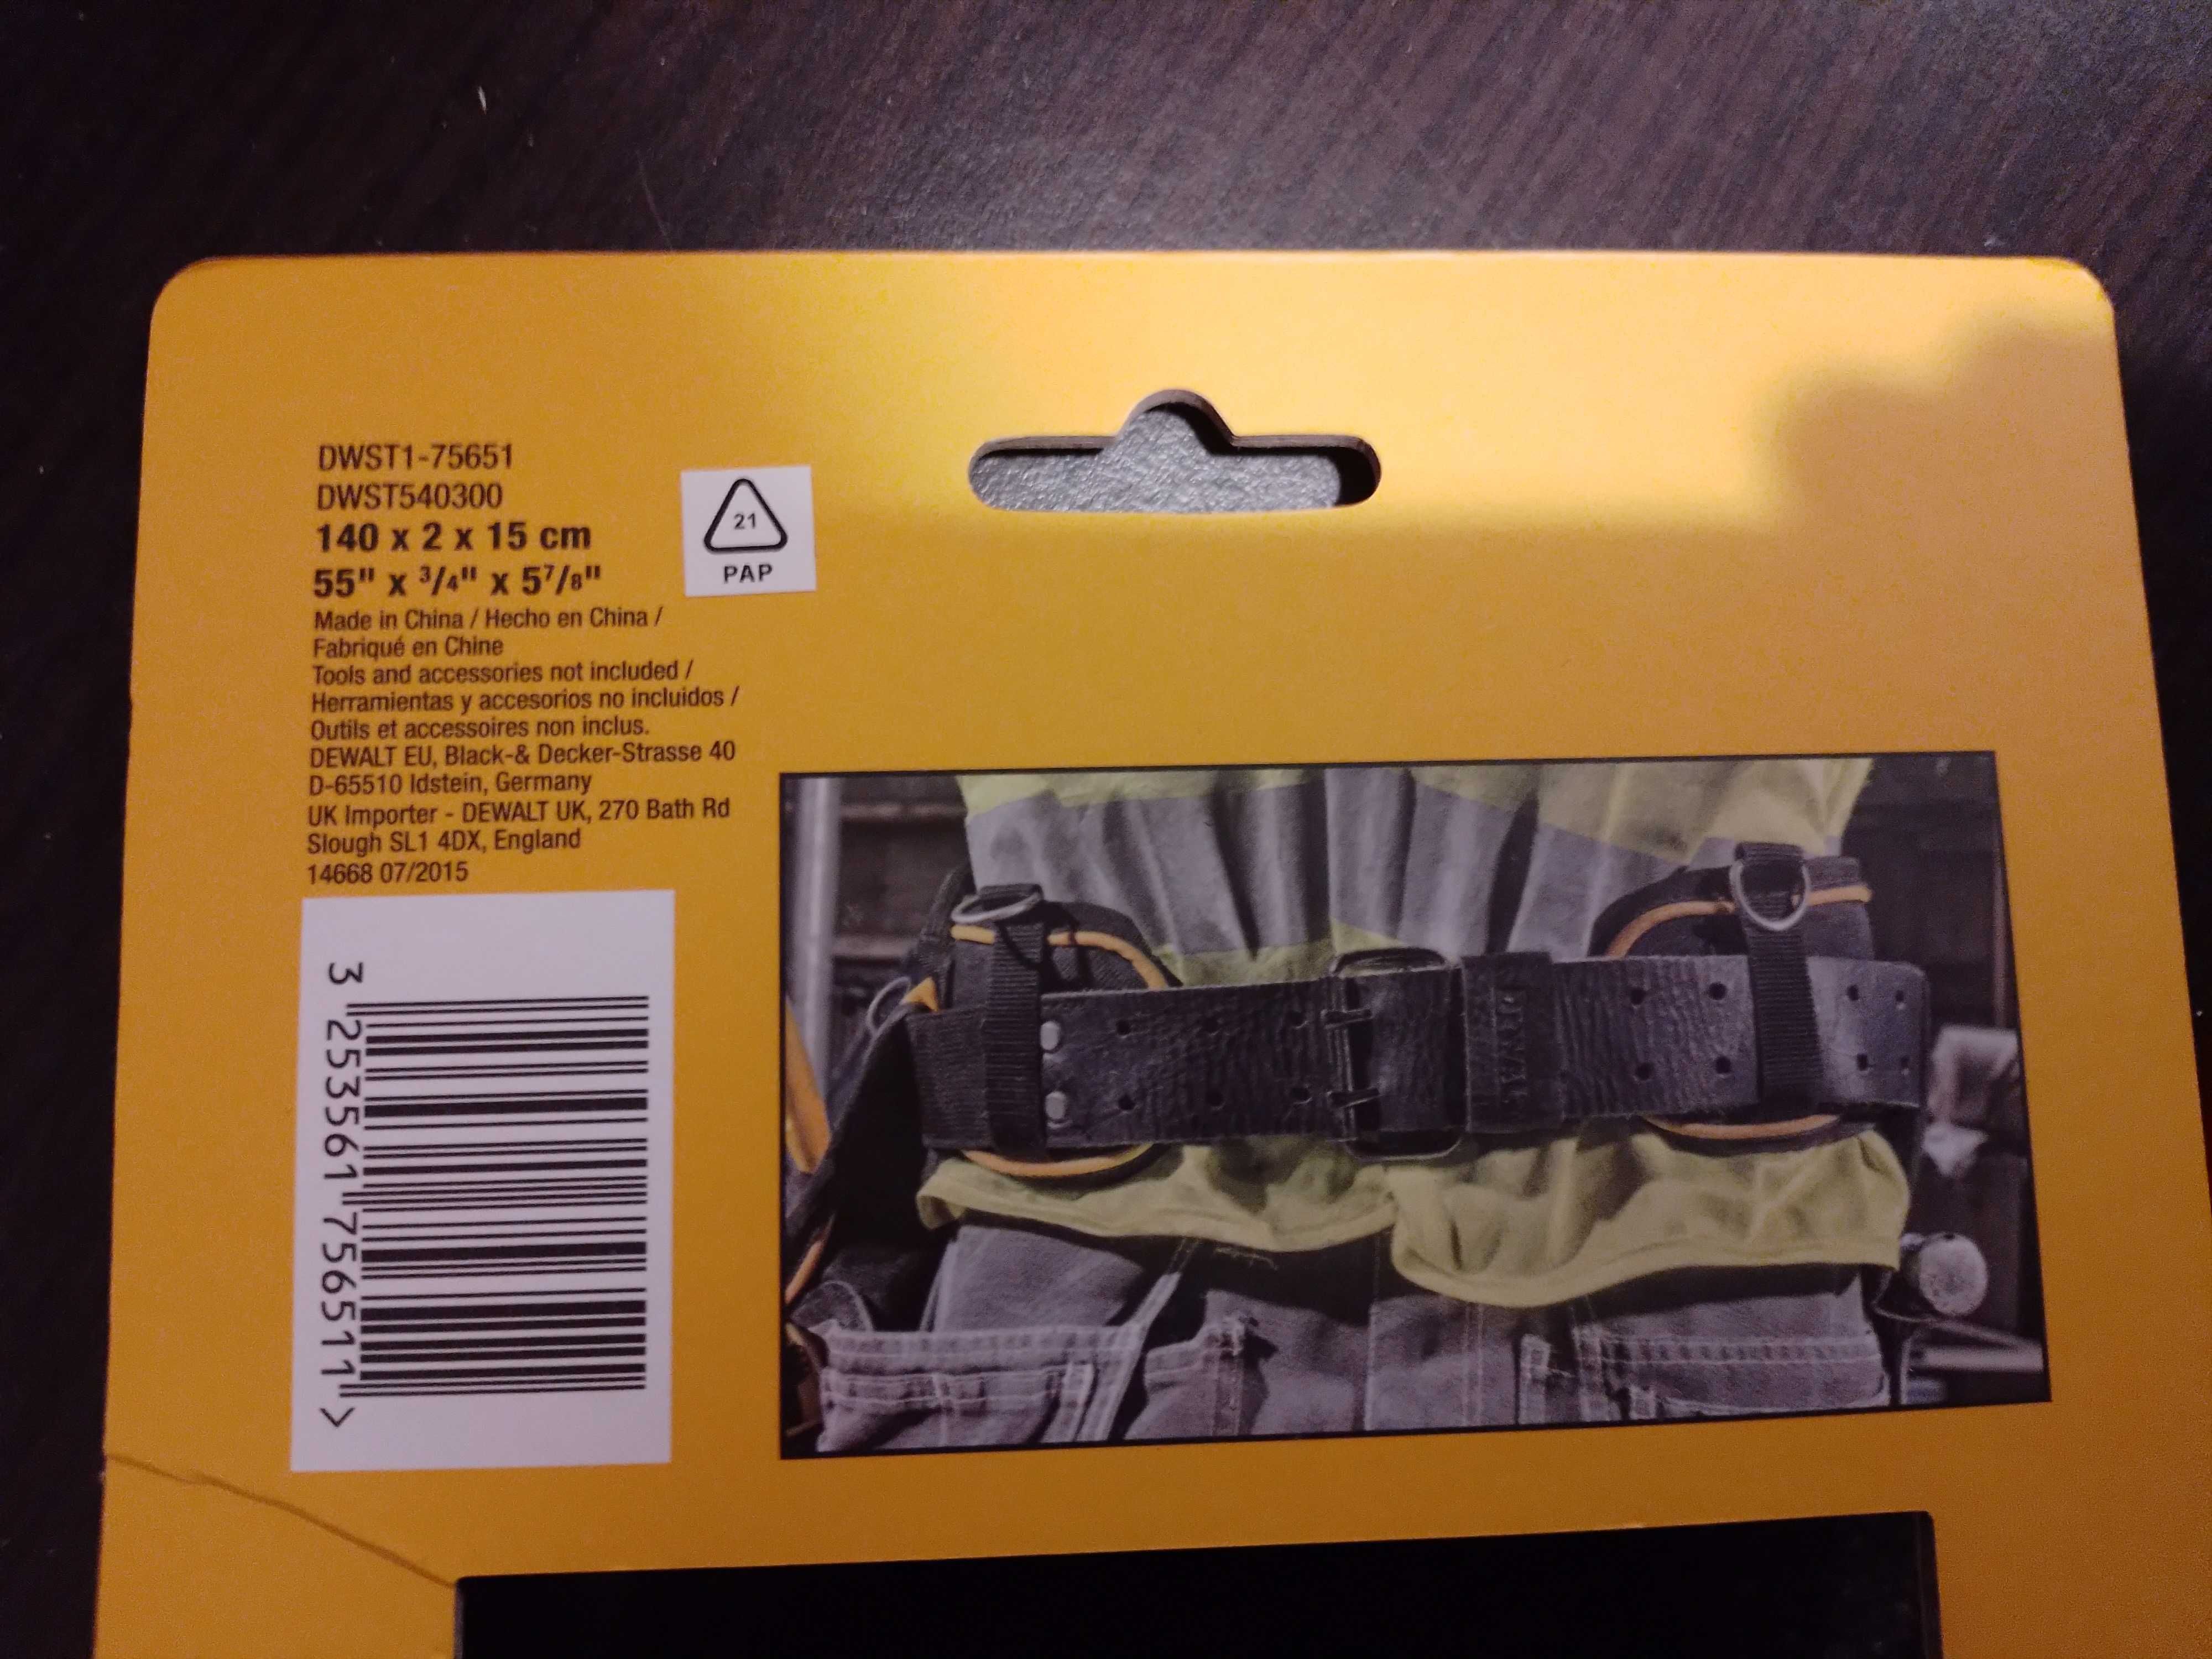 DWST1-75651
DWST540300
140 x 2 x 15 cm
55" x 3/4" x 5 7/8"
Made in China / Hecho en China /
Fabriqué en Chine
Tools and accessories not included /
Herramientas y accesorios no incluidos /
Outils et accessoires non inclus.
DEWALT EU, Black-& Decker-Strasse 40
D-65510 Idstein, Germany
UK Importer - DEWALT UK, 270 Bath Rd
Slough SL1 4DX, England
14668 07/2015
21
PAP
3 253561 756511 >
DEWALT